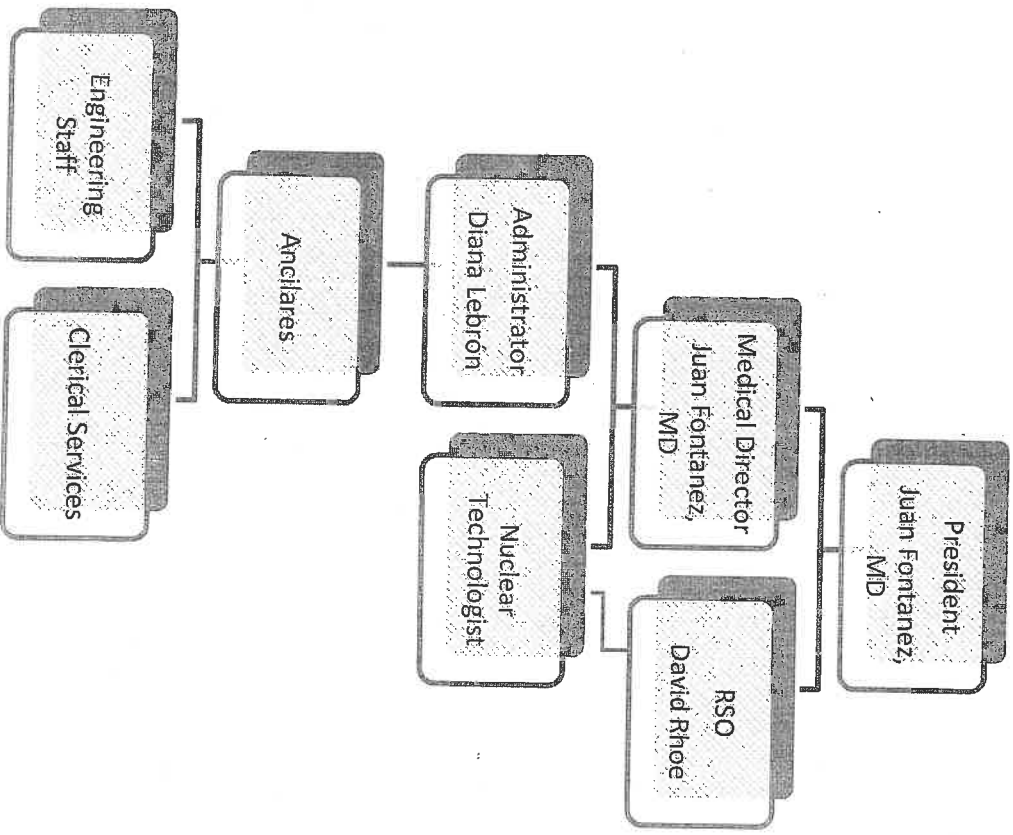 President
Juan Fontanez,
MD
Medical Director
Juan Fontanez,
MD
RSO
David Rhoe
Administrator
Diana Lebrón
Nuclear
Technologist
Ancilares
Engineering
Staff
Clerical Services